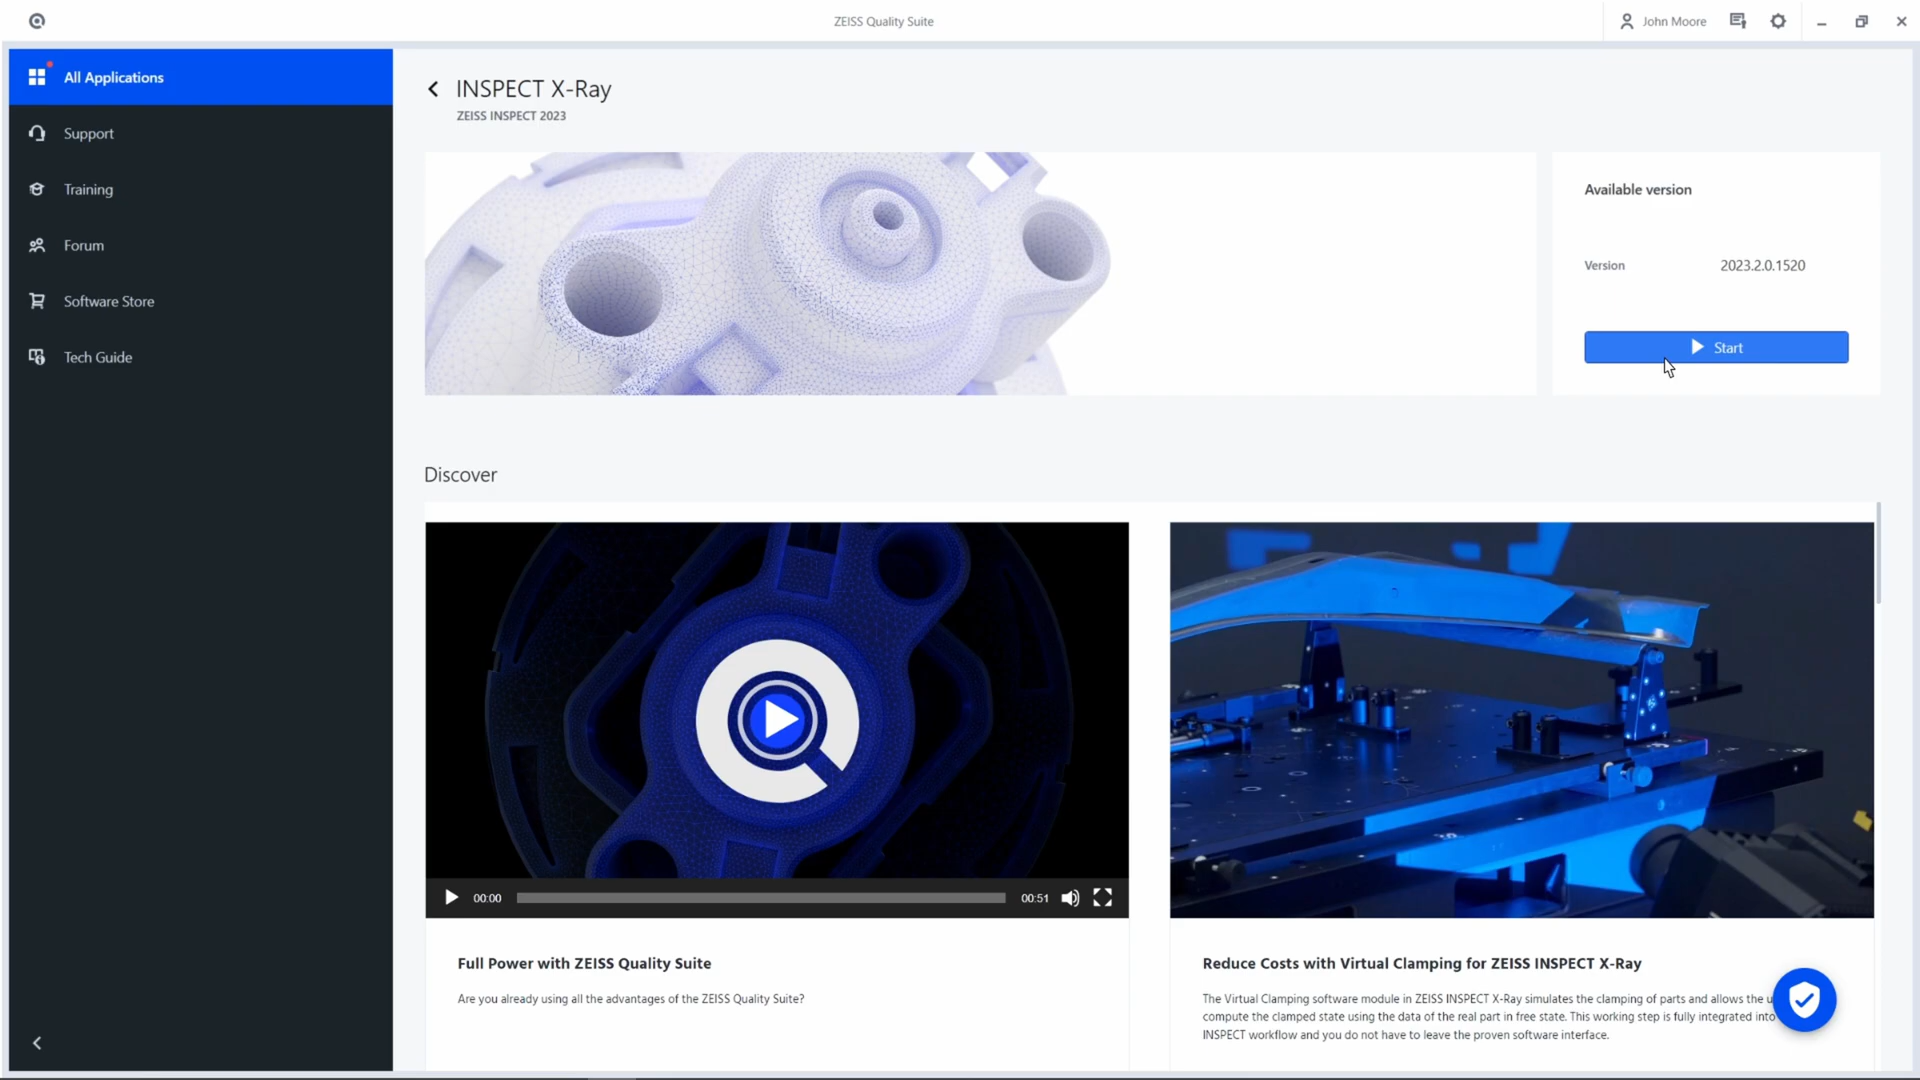 ZEISS Quality Suite
John Moore
All Applications
Support
Training
Forum
Software Store
Tech Guide
INSPECT X-Ray
ZEISS INSPECT 2023
Available version
Version 2023.2.0.1520
Start
Discover
00:00
00:51
Full Power with ZEISS Quality Suite
Are you already using all the advantages of the ZEISS Quality Suite?
Reduce Costs with Virtual Clamping for ZEISS INSPECT X-Ray
The Virtual Clamping software module in ZEISS INSPECT X-Ray simulates the clamping of parts and allows the u
compute the clamped state using the data of the real part in free state. This working step is fully integrated into
INSPECT workflow and you do not have to leave the proven software interface.